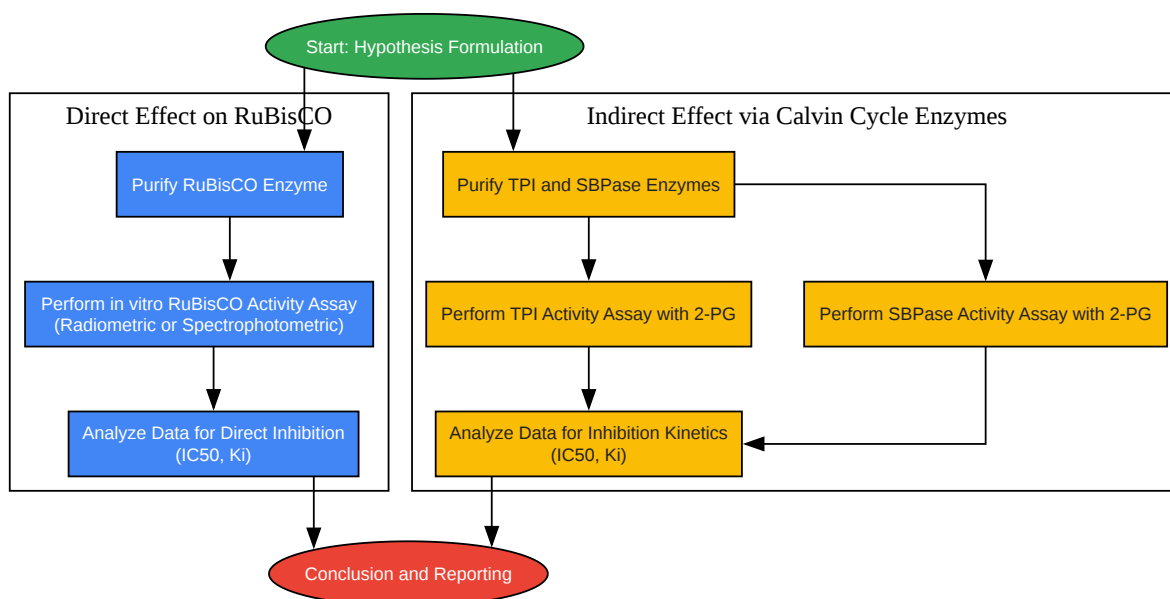 Start: Hypothesis Formulation
Direct Effect on RuBisCO
Purify RuBisCO Enzyme
Perform in vitro RuBisCO Activity Assay
(Radiometric or Spectrophotometric)
Analyze Data for Direct Inhibition
(IC50, Ki)
Indirect Effect via Calvin Cycle Enzymes
Purify TPI and SBPase Enzymes
Perform TPI Activity Assay with 2-PG
Perform SBPase Activity Assay with 2-PG
Analyze Data for Inhibition Kinetics
(IC50, Ki)
Conclusion and Reporting